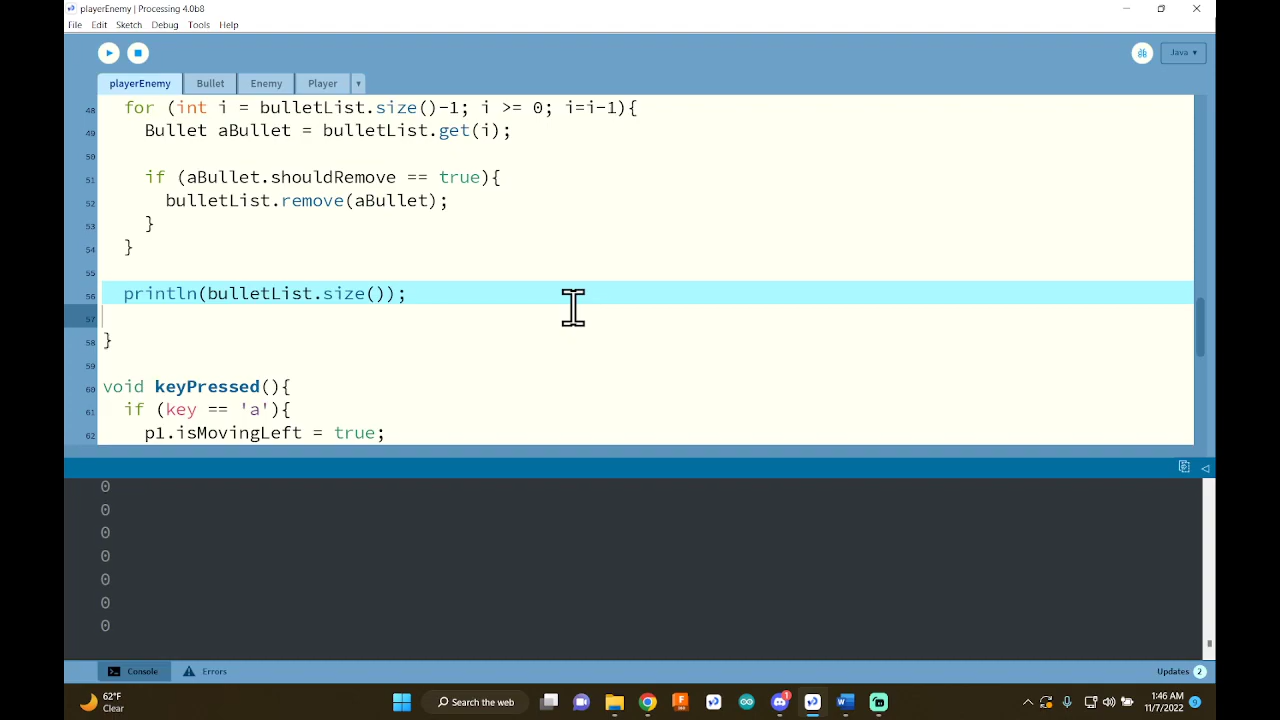 playerEnemy | Processing 4.0b8
File Edit Sketch Debug Tools Help
Java ▾
playerEnemy Bullet Enemy Player ▾
48 for (int i = bulletList.size()-1; i >= 0; i=i-1){
49 Bullet aBullet = bulletList.get(i);
50
51 if (aBullet.shouldRemove == true){
52 bulletList.remove(aBullet);
53 }
54 }
55
56 println(bulletList.size());
57
58 }
59
60 void keyPressed(){
61 if (key == 'a'){
62 p1.isMovingLeft = true;
0
0
0
0
0
0
0
Console Errors Updates 2
62°F
Clear
Search the web
1
1:46 AM
11/7/2022
9